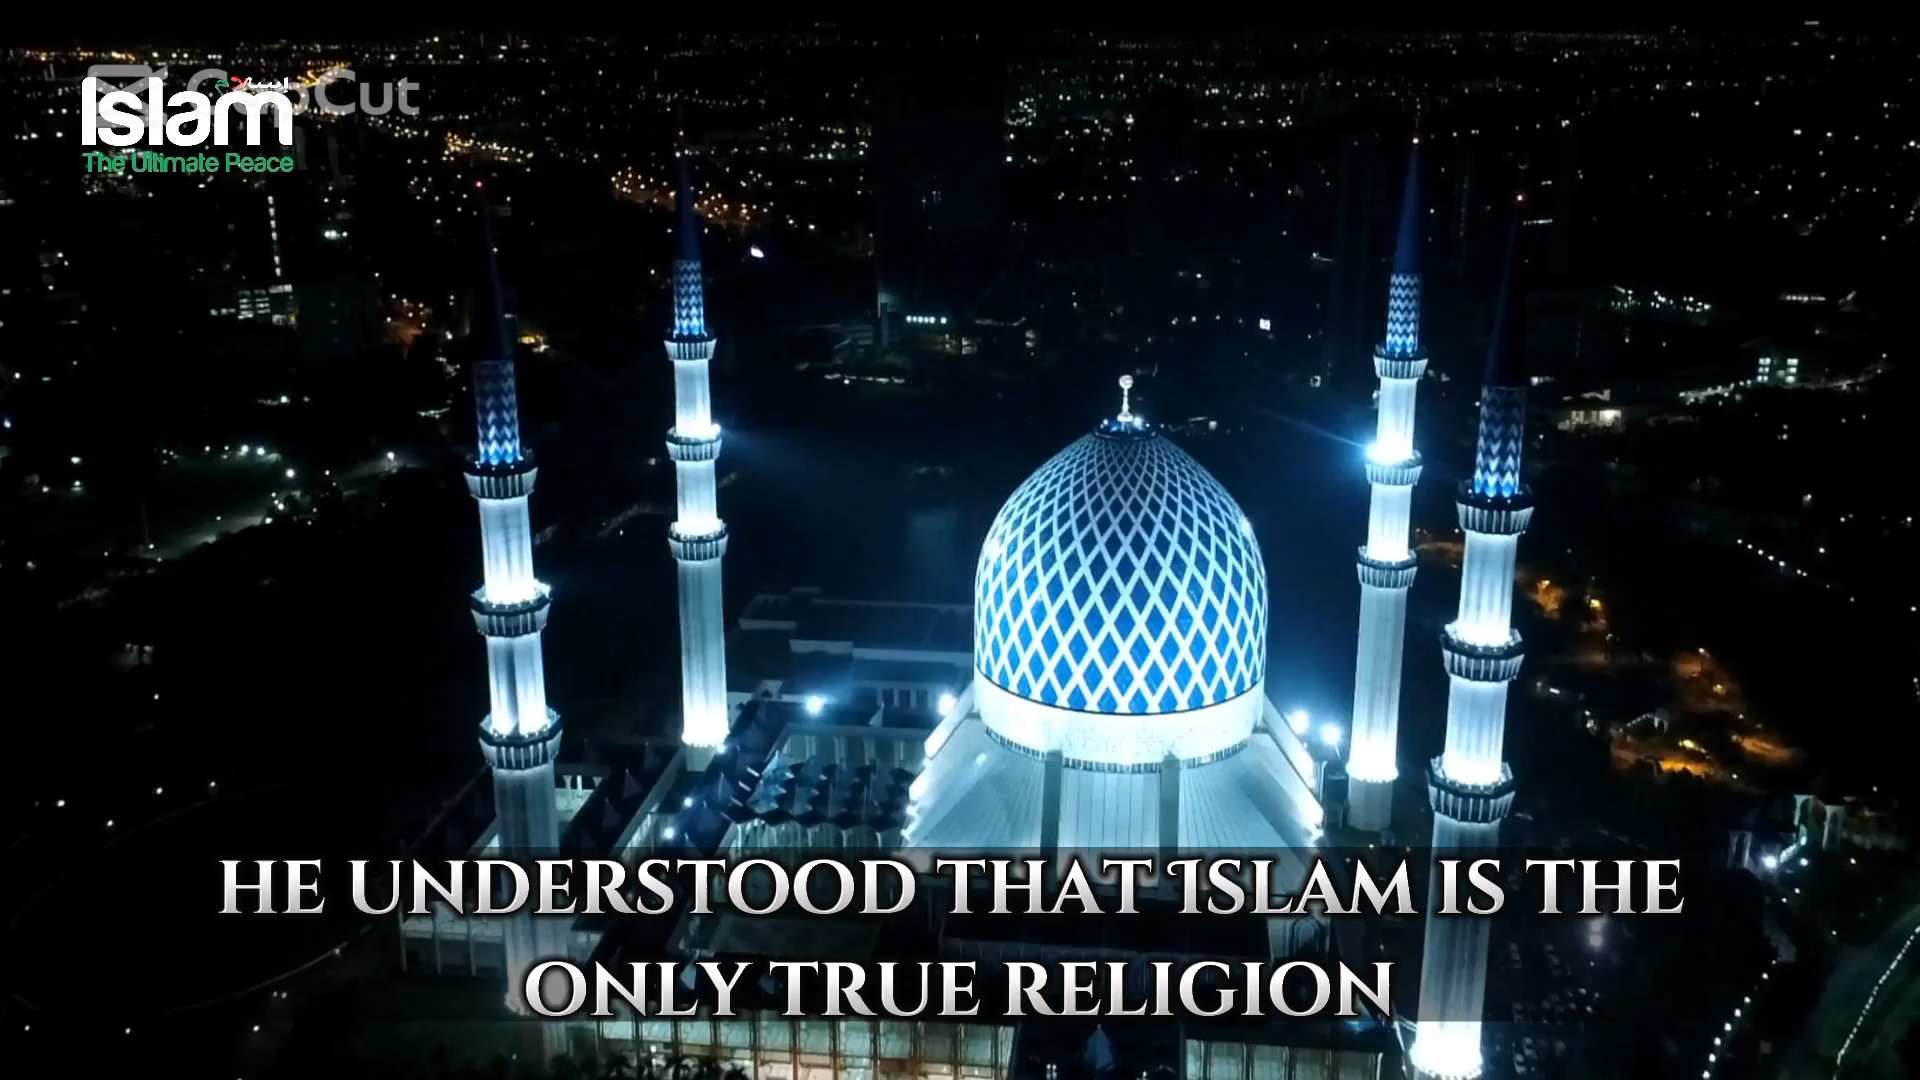 Islam
The Ultimate Peace
HE UNDERSTOOD THAT ISLAM IS THE
ONLY TRUE RELIGION